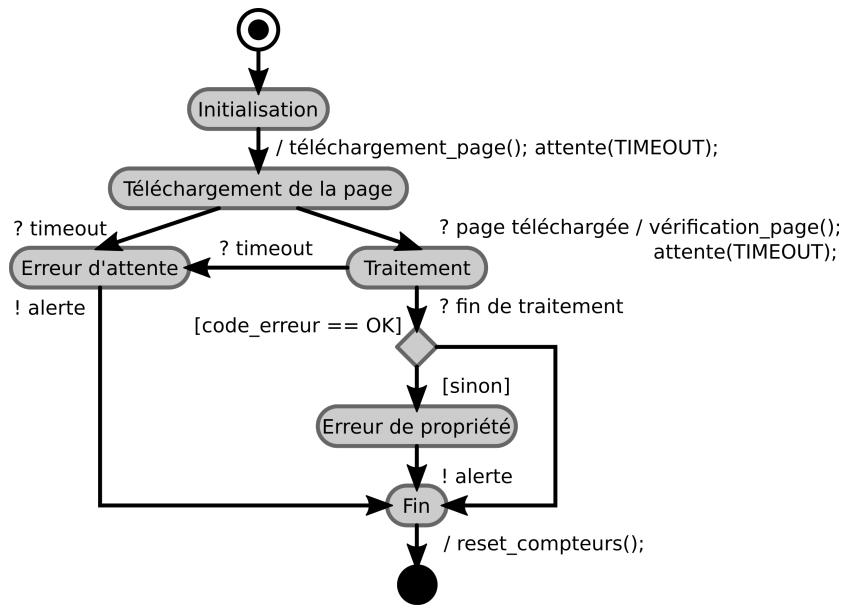 Initialisation
/ téléchargement_page(); attente(TIMEOUT);
Téléchargement de la page
? timeout
? page téléchargée / vérification_page();
attente(TIMEOUT);
? timeout
Erreur d'attente
Traitement
! alerte
? fin de traitement
[code_erreur == OK]
[sinon]
Erreur de propriété
! alerte
Fin
/ reset_compteurs();